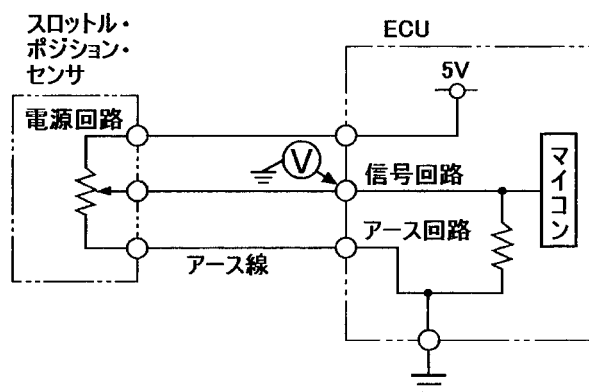 スロットル・
ポジション・
センサ
ECU
5V
電源回路
V
信号回路
マイコン
アース回路
アース線